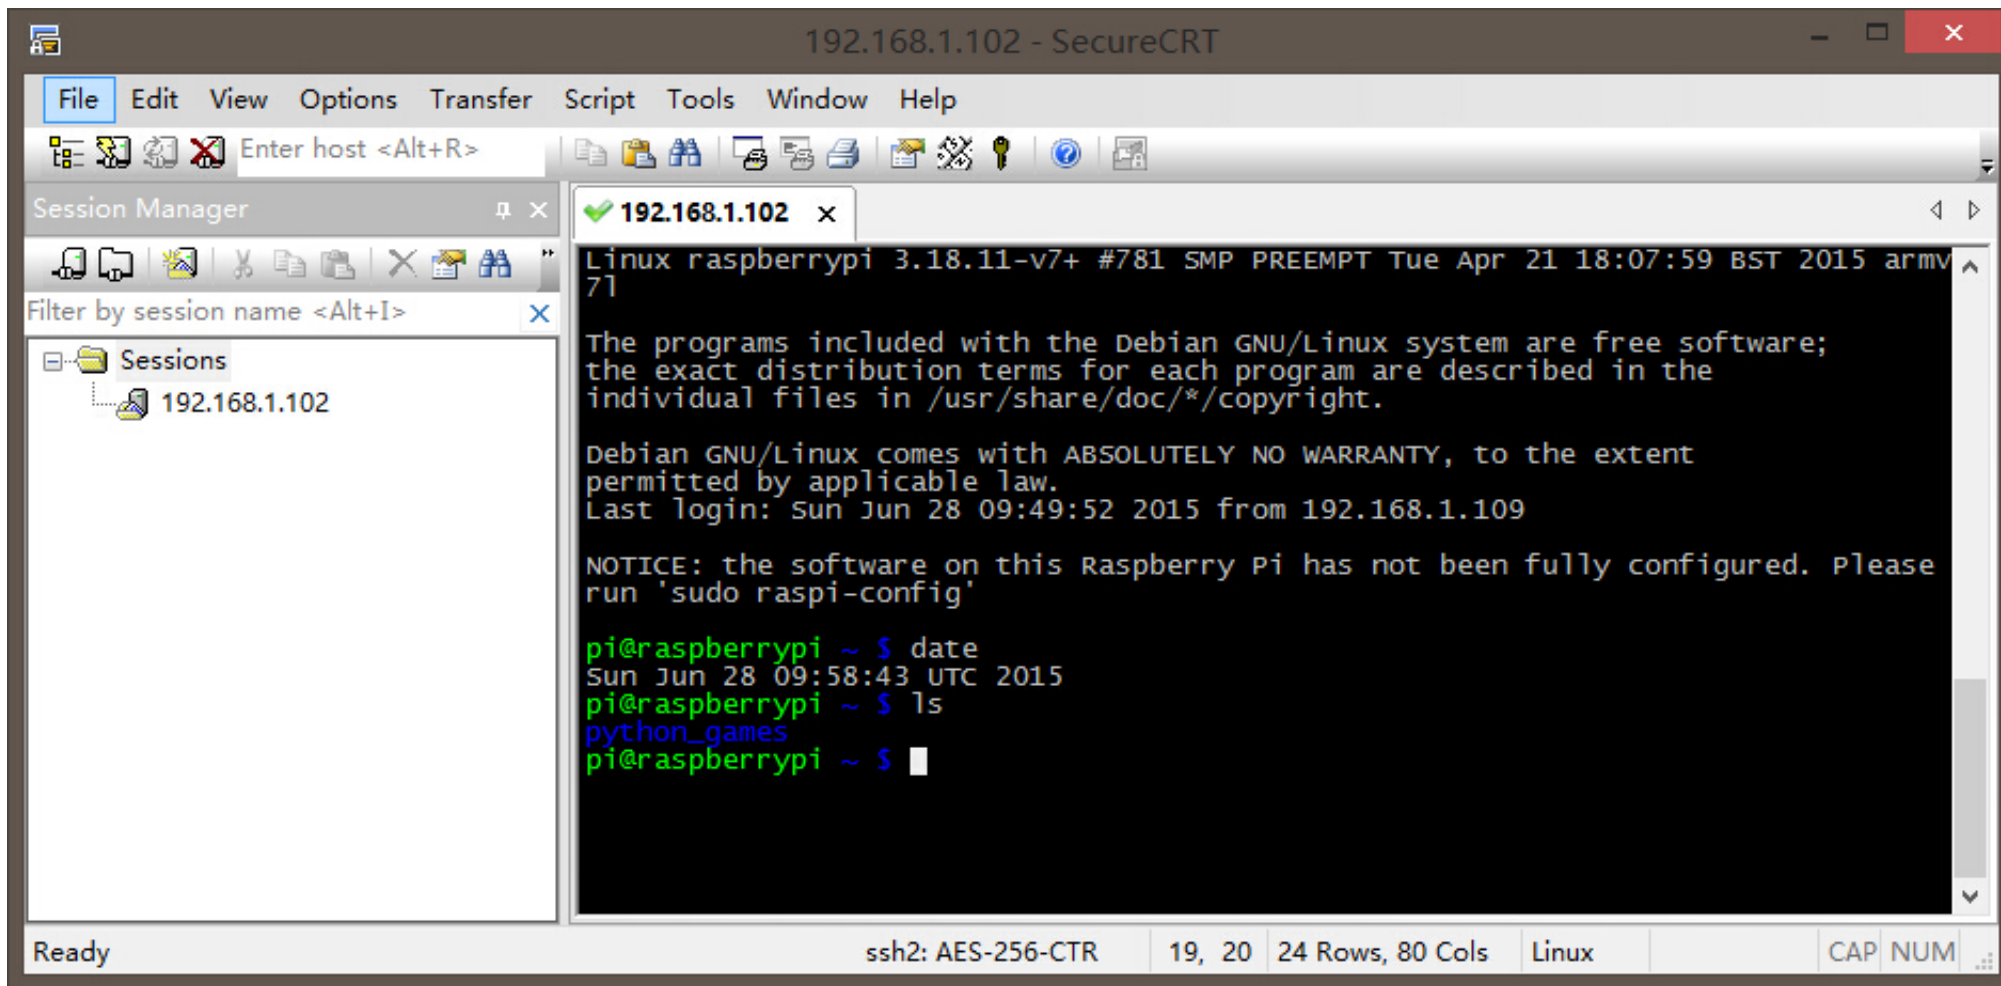 192.168.1.102 - SecureCRT
File Edit View Options Transfer Script Tools Window Help
Enter host <Alt+R>
Session Manager
192.168.1.102
Filter by session name <Alt+I>
Sessions
192.168.1.102
Linux raspberrypi 3.18.11-v7+ #781 SMP PREEMPT Tue Apr 21 18:07:59 BST 2015 armv
7l
The programs included with the Debian GNU/Linux system are free software;
the exact distribution terms for each program are described in the
individual files in /usr/share/doc/*/copyright.
Debian GNU/Linux comes with ABSOLUTELY NO WARRANTY, to the extent
permitted by applicable law.
Last login: Sun Jun 28 09:49:52 2015 from 192.168.1.109
NOTICE: the software on this Raspberry Pi has not been fully configured. Please
run 'sudo raspi-config'
pi@raspberrypi ~ $ date
Sun Jun 28 09:58:43 UTC 2015
pi@raspberrypi ~ $ ls
python_games
pi@raspberrypi ~ $
Ready ssh2: AES-256-CTR 19, 20 24 Rows, 80 Cols Linux CAP NUM